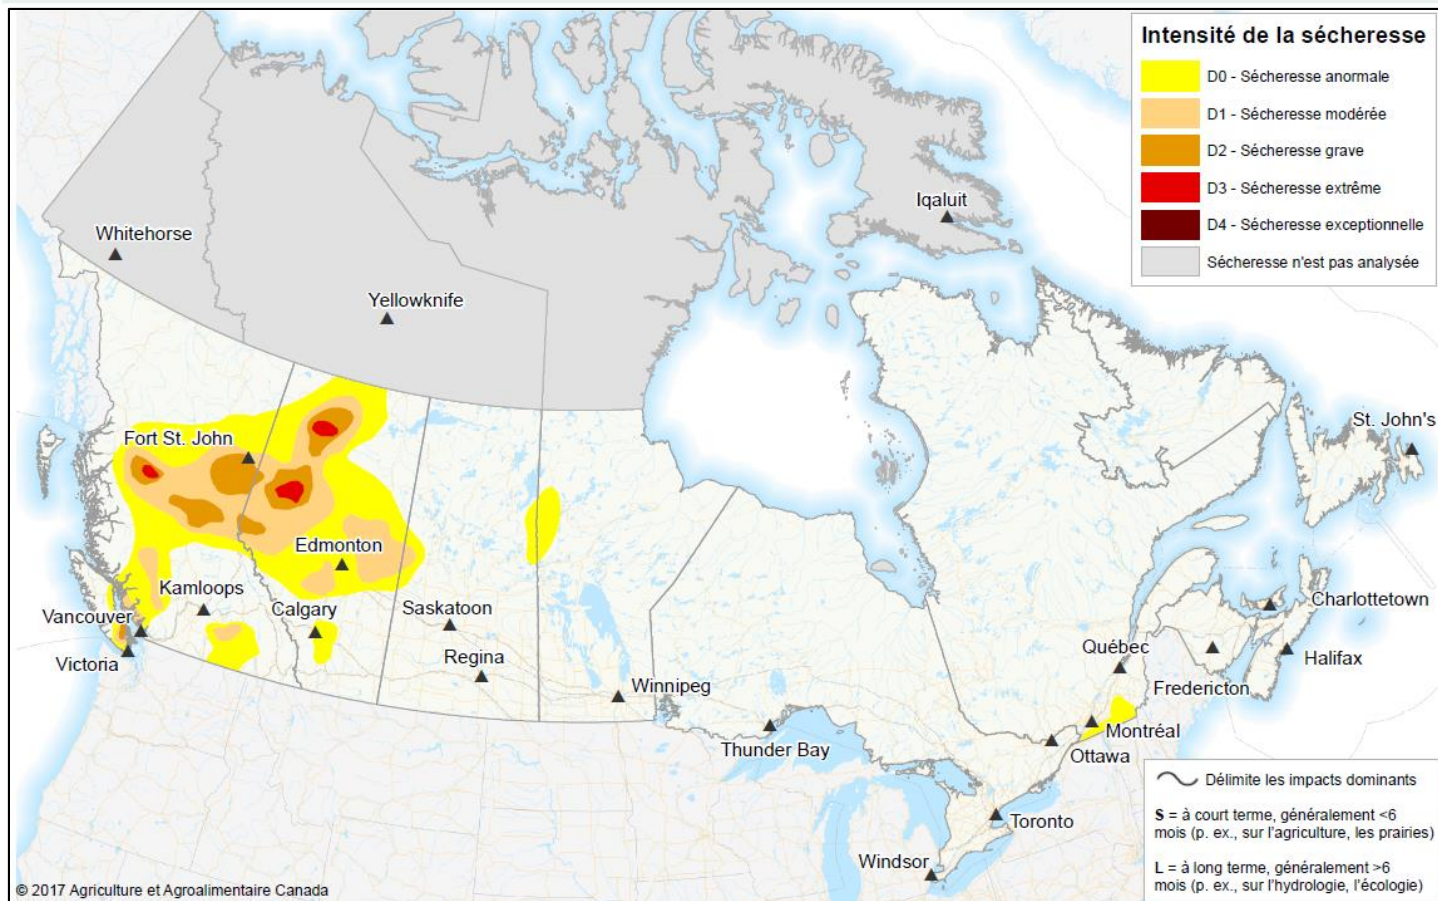 Intensité de la sécheresse
D0 - Sécheresse anormale
D1 - Sécheresse modérée
D2 - Sécheresse grave
D3 - Sécheresse extrême
D4 - Sécheresse exceptionnelle
Sécheresse n'est pas analysée
Iqaluit
Whitehorse
Yellowknife
St. John's
Fort St. John
Edmonton
Kamloops
Calgary
Saskatoon
Vancouver
Charlottetown
Victoria
Regina
Québec
Halifax
Winnipeg
Fredericton
Montréal
Thunder Bay
Ottawa
Toronto
Windsor
Délimite les impacts dominants
S = à court terme, généralement <6
mois (p. ex., sur l'agriculture, les prairies)
L = à long terme, généralement >6
mois (p. ex., sur l'hydrologie, l'écologie)
© 2017 Agriculture et Agroalimentaire Canada